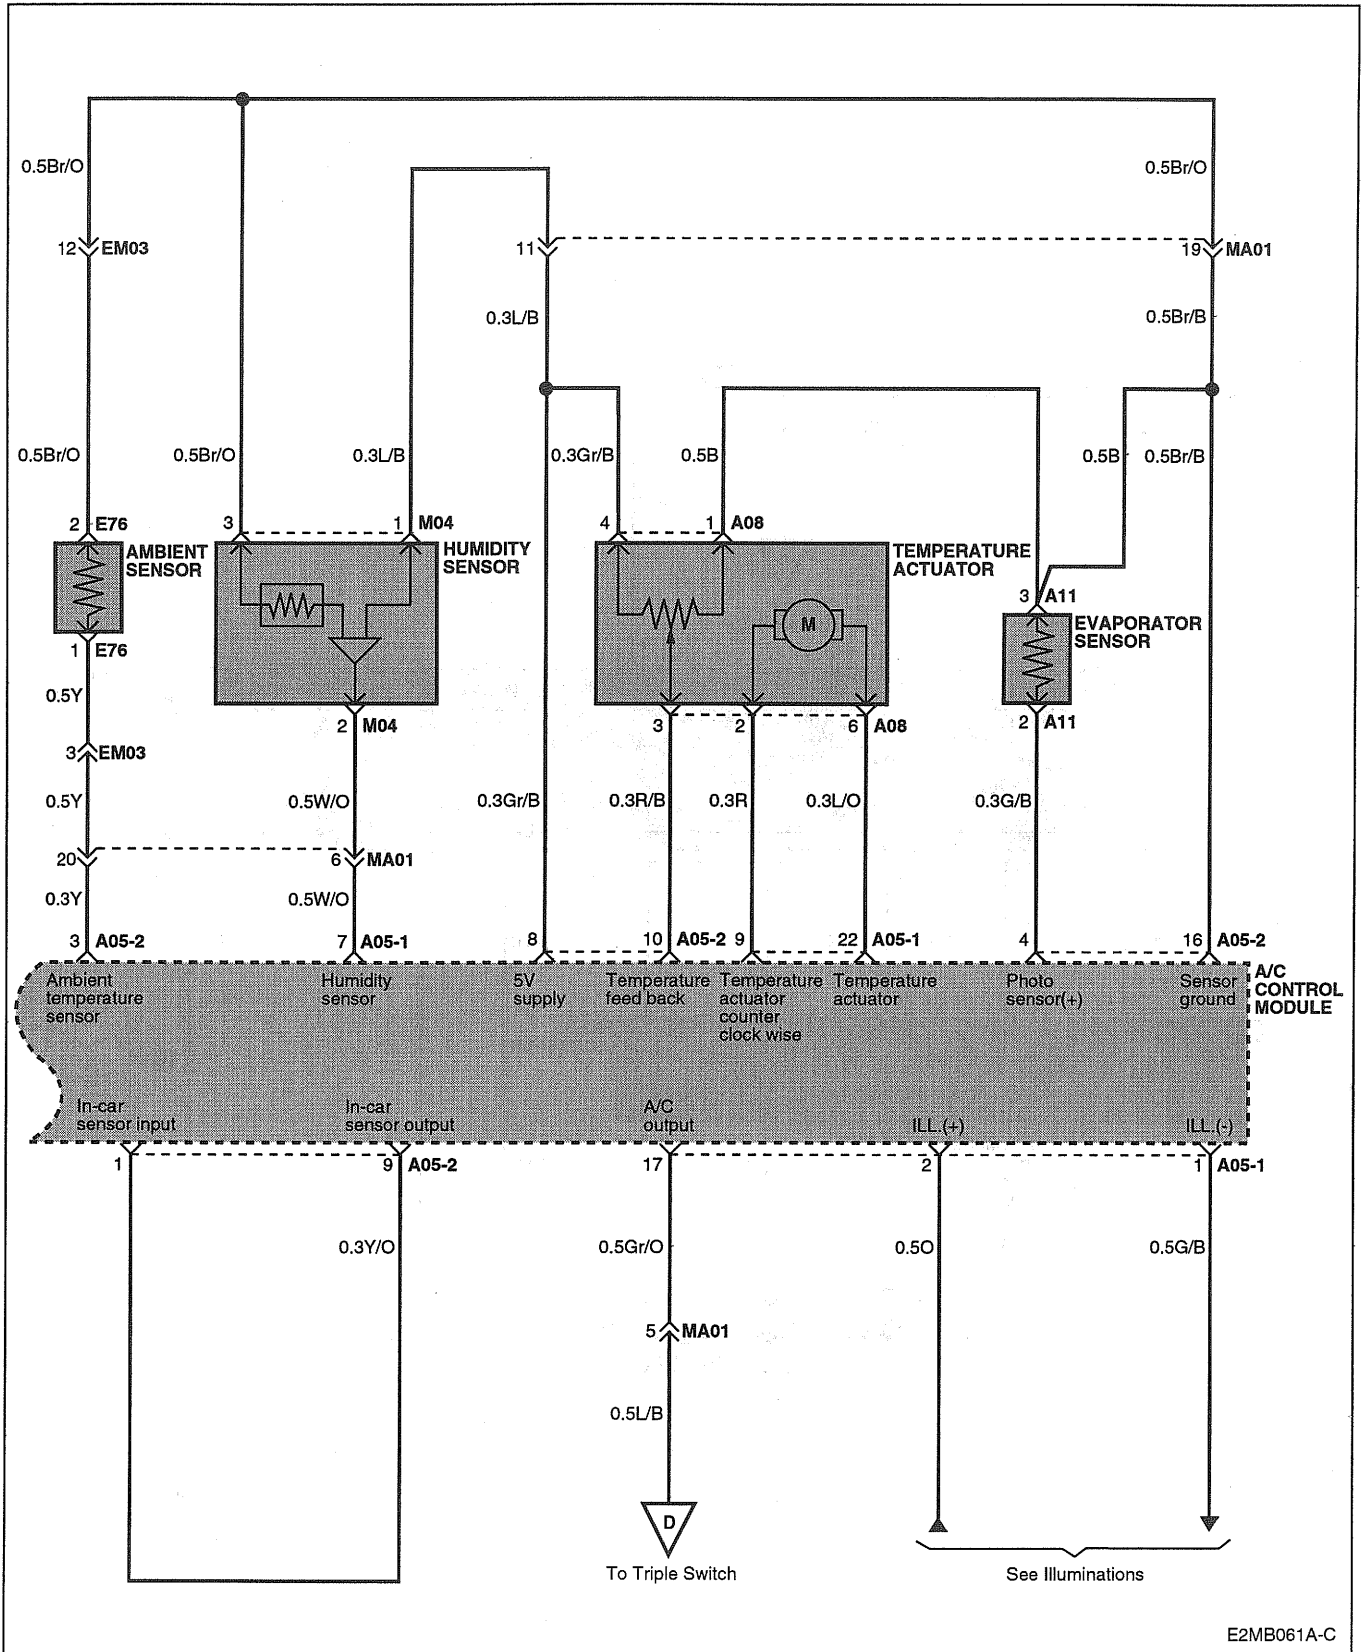 0.5Br/O
0.5Br/O
12 EM03
11
19 MA01
0.3L/B
0.5Br/B
0.5Br/O
0.5Br/O
0.3L/B
0.3Gr/B
0.5B
0.5B
0.5Br/B
2 E76
3
1 M04
4
1 A08
AMBIENT
SENSOR
HUMIDITY
SENSOR
TEMPERATURE
ACTUATOR
3 A11
EVAPORATOR
SENSOR
M
1 E76
0.5Y
2 M04
3
2
6 A08
2 A11
3 EM03
0.5Y
0.5W/O
0.3Gr/B
0.3R/B
0.3R
0.3L/O
0.3G/B
20
6 MA01
0.3Y
0.5W/O
3 A05-2
7 A05-1
8
10 A05-2
9
22 A05-1
4
16 A05-2
Ambient
temperature
sensor
Humidity
sensor
5V
supply
Temperature
feed back
Temperature
actuator
counter
clock wise
Temperature
actuator
Photo
sensor(+)
Sensor
ground
A/C
CONTROL
MODULE
In-car
sensor input
In-car
sensor output
A/C
output
ILL.(+)
ILL.(-)
1
9 A05-2
17
2
1 A05-1
0.3Y/O
0.5Gr/O
0.5O
0.5G/B
5 MA01
0.5L/B
D
To Triple Switch
See Illuminations
E2MB061A-C